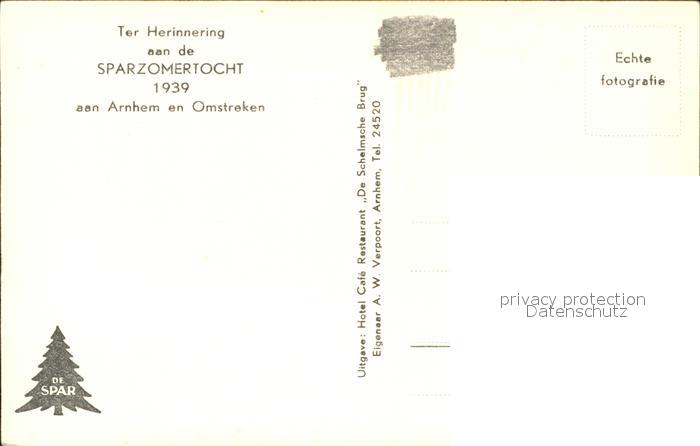 Ter Herinnering
aan de
SPARZOMERTOCHT
1939
aan Arnhem en Omstreken
Uitgave: Hotel Café Restaurant „De Schelmsche Brug"
Eigenaar A. W. Verpoort, Arnhem, Tel. 24520
Echte
fotografie
privacy protection
Datenschutz
DE
SPAR